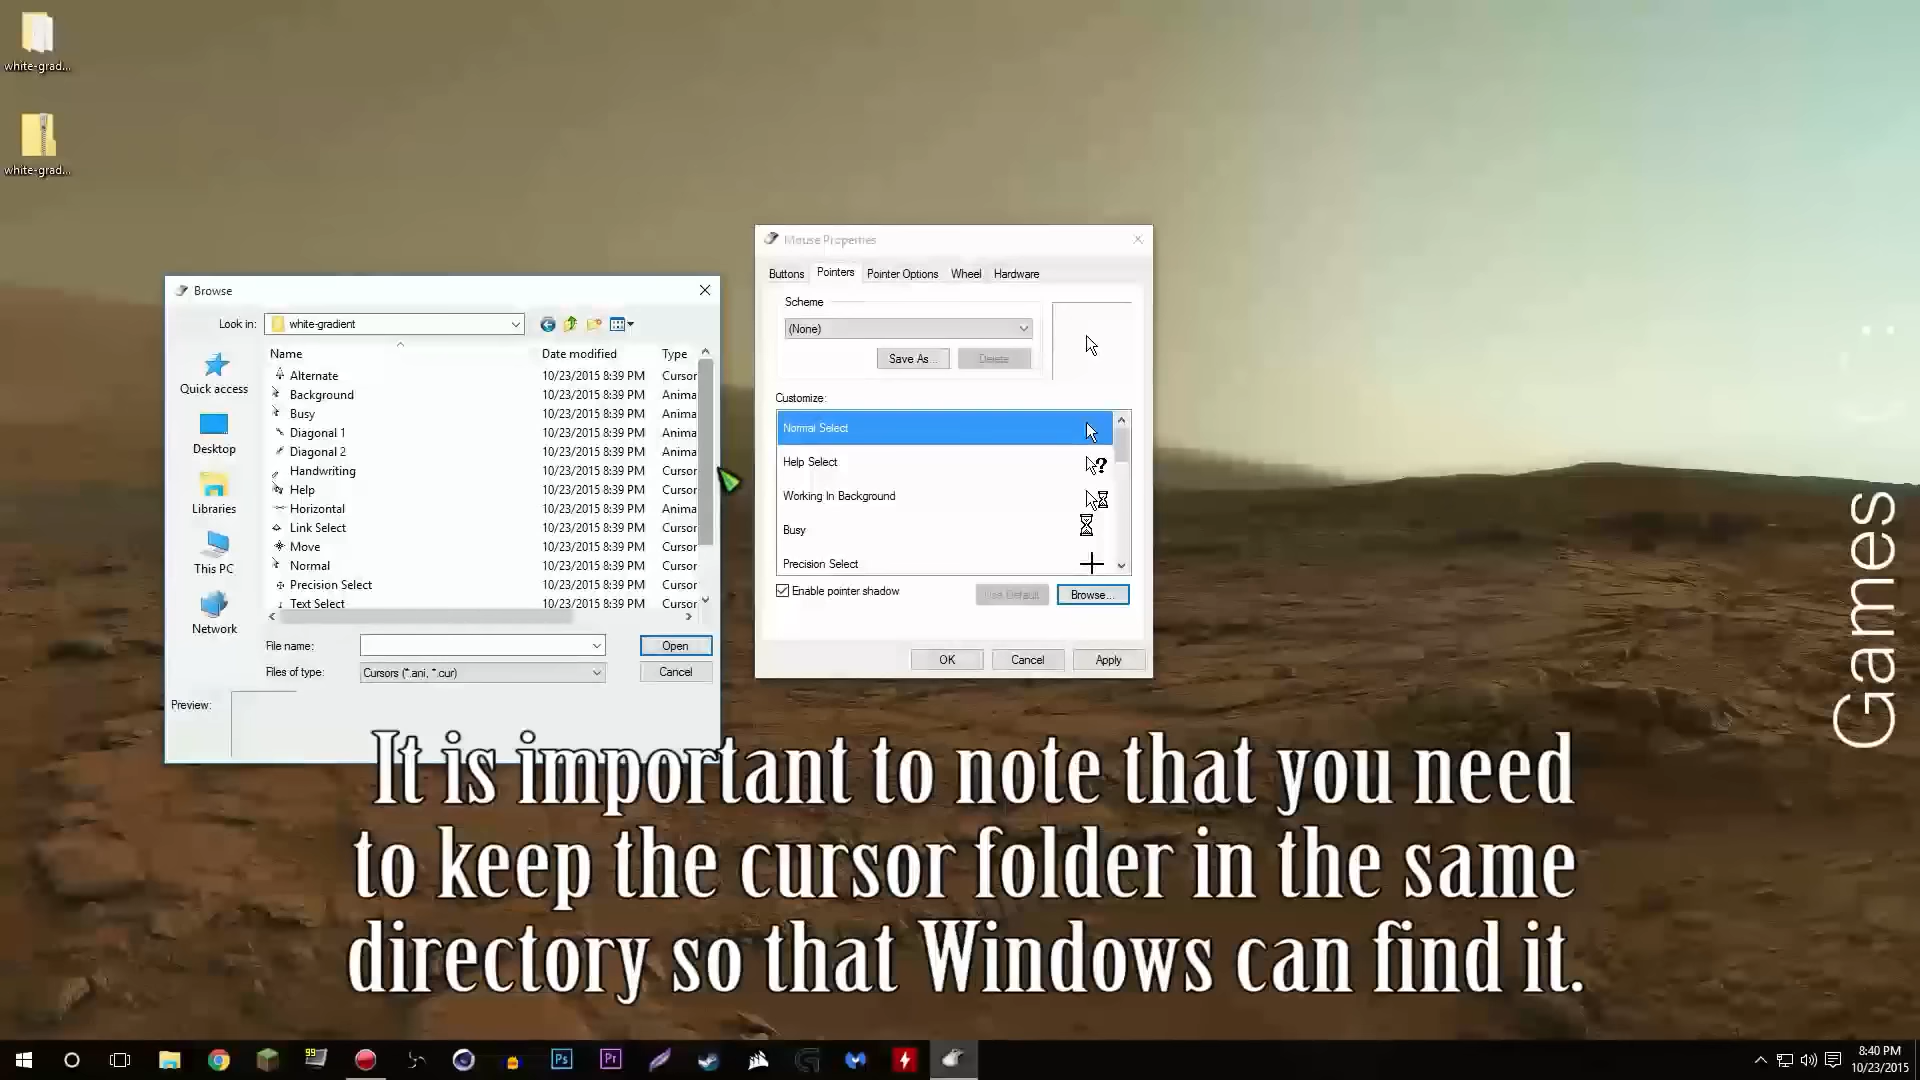 white-grad...
white-grad...
Browse
Look in:
white-gradient
Name
Date modified
Type
Alternate 10/23/2015 8:39 PM Cursor
Background 10/23/2015 8:39 PM Anima
Busy 10/23/2015 8:39 PM Anima
Diagonal 1 10/23/2015 8:39 PM Anima
Diagonal 2 10/23/2015 8:39 PM Anima
Handwriting 10/23/2015 8:39 PM Cursor
Help 10/23/2015 8:39 PM Cursor
Horizontal 10/23/2015 8:39 PM Anima
Link Select 10/23/2015 8:39 PM Cursor
Move 10/23/2015 8:39 PM Cursor
Normal 10/23/2015 8:39 PM Cursor
Precision Select 10/23/2015 8:39 PM Cursor
Text Select 10/23/2015 8:39 PM Cursor
Quick access
Desktop
Libraries
This PC
Network
File name:
Open
Files of type:
Cursors (*.ani, *.cur)
Cancel
Preview:
Mouse Properties
Buttons
Pointers
Pointer Options
Wheel
Hardware
Scheme
(None)
Save As...
Delete
Customize:
Normal Select
Help Select
Working In Background
Busy
Precision Select
Enable pointer shadow
Use Default
Browse...
OK
Cancel
Apply
Games
It is important to note that you need
to keep the cursor folder in the same
directory so that Windows can find it.
99
Ps
Pr
8:40 PM
10/23/2015